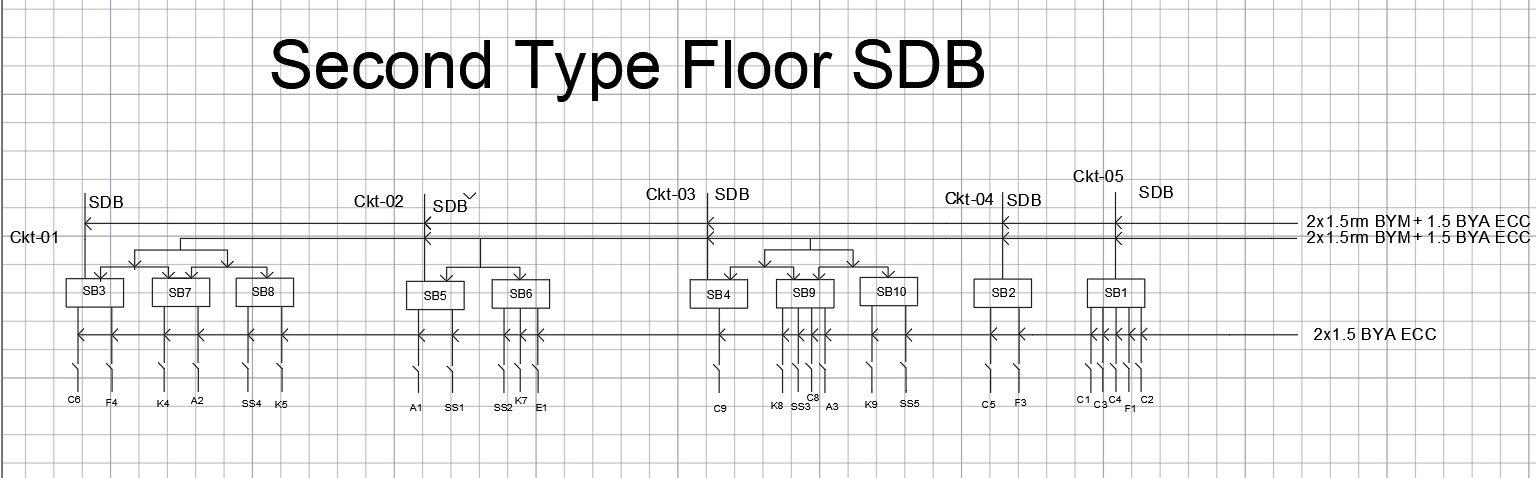 Second Type Floor SDB
Ckt-01
SDB
Ckt-02
SDB
Ckt-03
SDB
Ckt-04
SDB
Ckt-05
SDB
2x1.5rm BYM+ 1.5 BYA ECC
2x1.5rm BYM+ 1.5 BYA ECC
SB3
SB7
SB8
SB5
SB6
SB4
SB9
SB10
SB2
SB1
2x1.5 BYA ECC
C6
F4
K4
A2
SS4
K5
A1
SS1
SS2
K7
E1
C9
K8
SS3
C8
A3
K9
SS5
C5
F3
C1
C3
C4
F1
C2